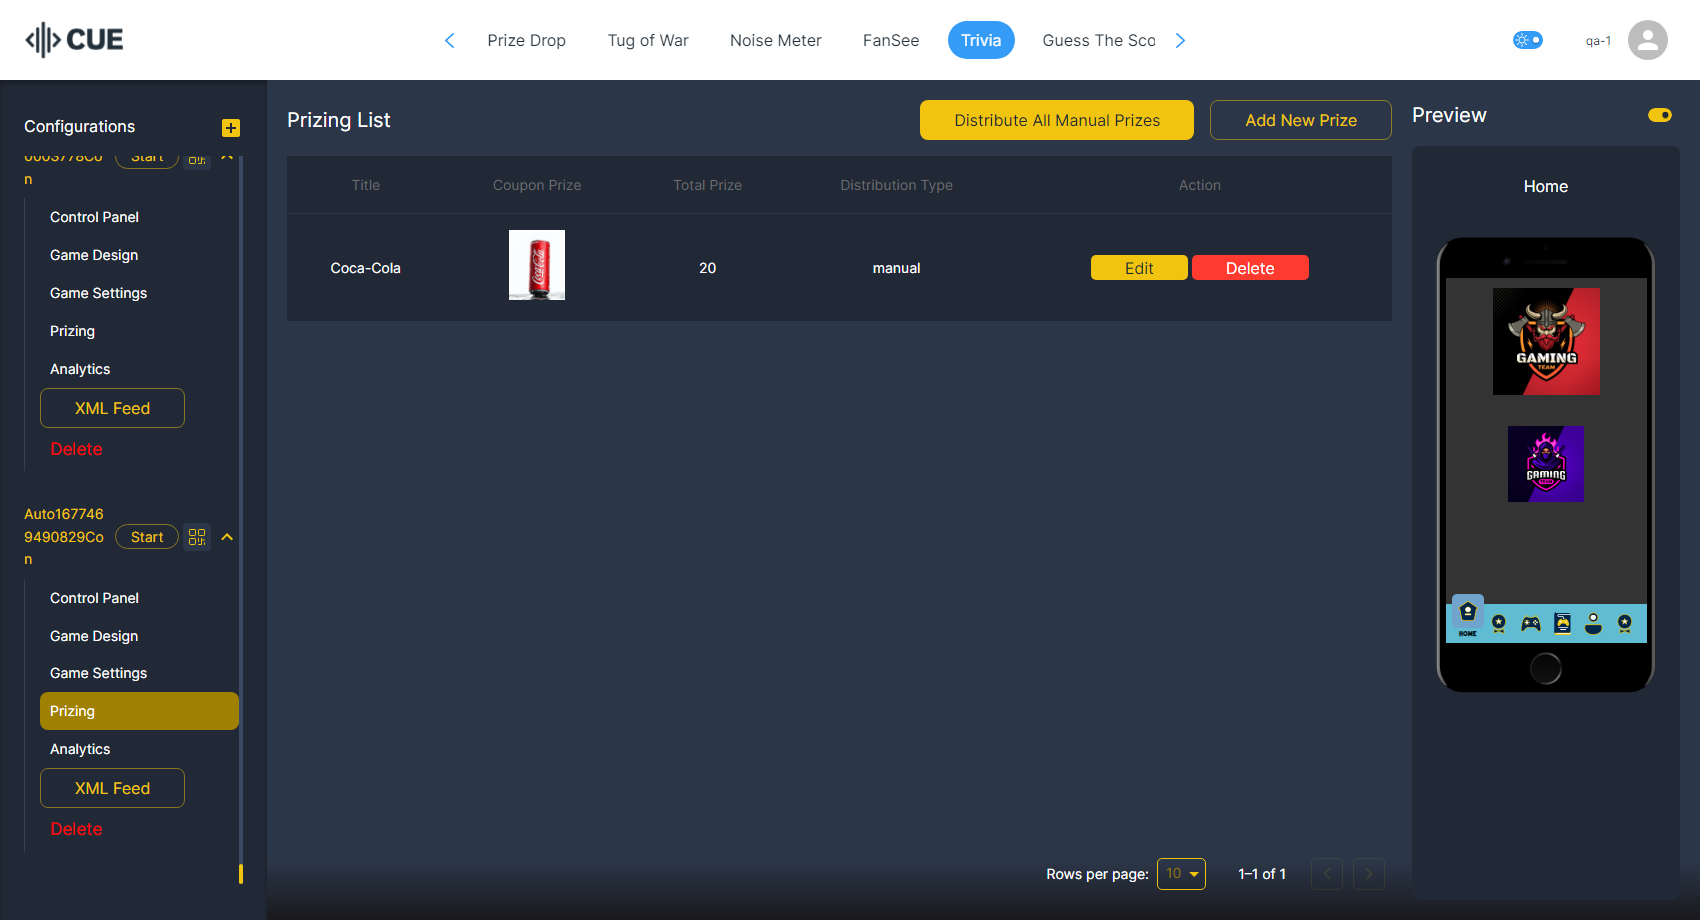 CUE
Prize Drop
Tug of War
Noise Meter
FanSee
Trivia
Guess The Sco
qa-1
Configurations
0003778Co
n
Start
Control Panel
Game Design
Game Settings
Prizing
Analytics
XML Feed
Delete
Auto167746
9490829Co
n
Start
Control Panel
Game Design
Game Settings
Prizing
Analytics
XML Feed
Delete
Prizing List
Distribute All Manual Prizes
Add New Prize
Title
Coupon Prize
Total Prize
Distribution Type
Action
Coca-Cola
Coca-Cola
20
manual
Edit
Delete
Rows per page:
10
1–1 of 1
Preview
Home
GAMING
TEAM
GAMING
TEAM
HOME